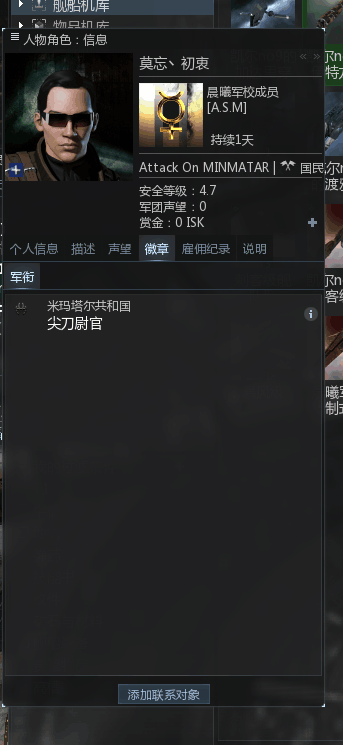 舰船机库
物品机库
人物角色：信息
莫忘、初衷
晨曦军校成员
[A.S.M]
持续1天
Attack On MINMATAR | 国民
安全等级：4.7
军团声望：0
赏金：0 ISK
个人信息 描述 声望 徽章 雇佣纪录 说明
军衔
米玛塔尔共和国
尖刀尉官
添加联系对象